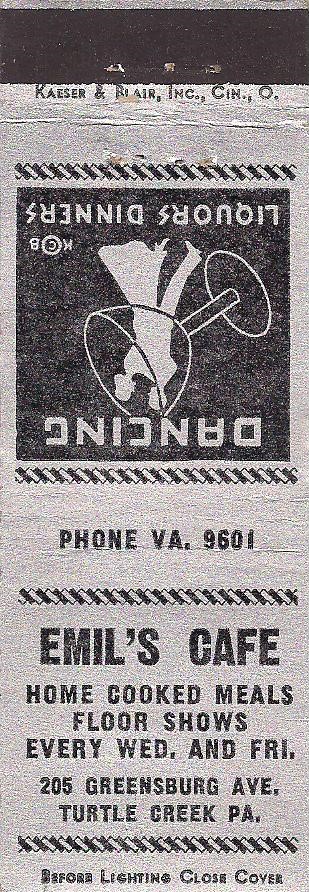 KAESER & BLAIR, INC., CIN., O.
DANCING
K©B
LIQUORS DINNERS
PHONE VA. 9601
EMIL'S CAFE
HOME COOKED MEALS
FLOOR SHOWS
EVERY WED. AND FRI.
205 GREENSBURG AVE.
TURTLE CREEK PA.
BEFORE LIGHTING CLOSE COVER